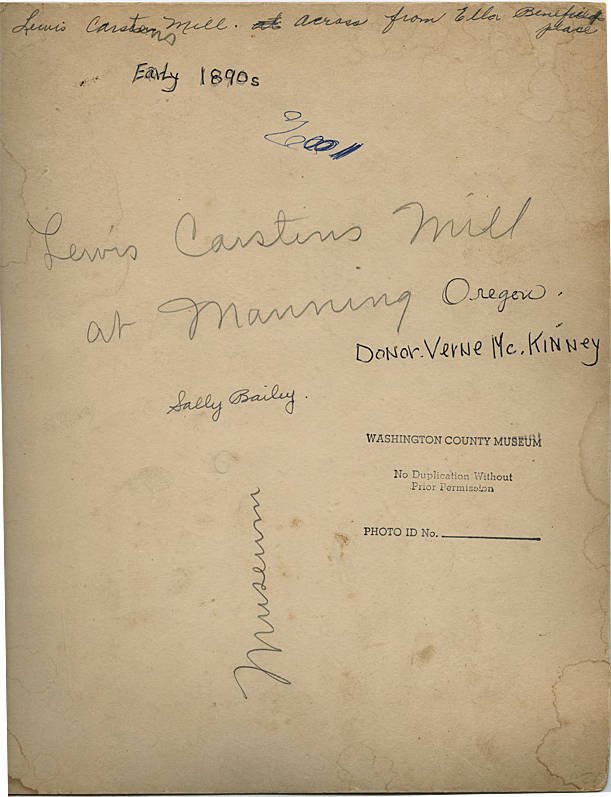 Lewis Carstens Mill. at across from Ella Benefiel place
Early 1890s
Lewis Carstens Mill
at Manning Oregon.
Donor. Verne Mc. Kinney
Sally Bailey.
WASHINGTON COUNTY MUSEUM
No Duplication Without
Prior Permission
PHOTO ID No.
Museum